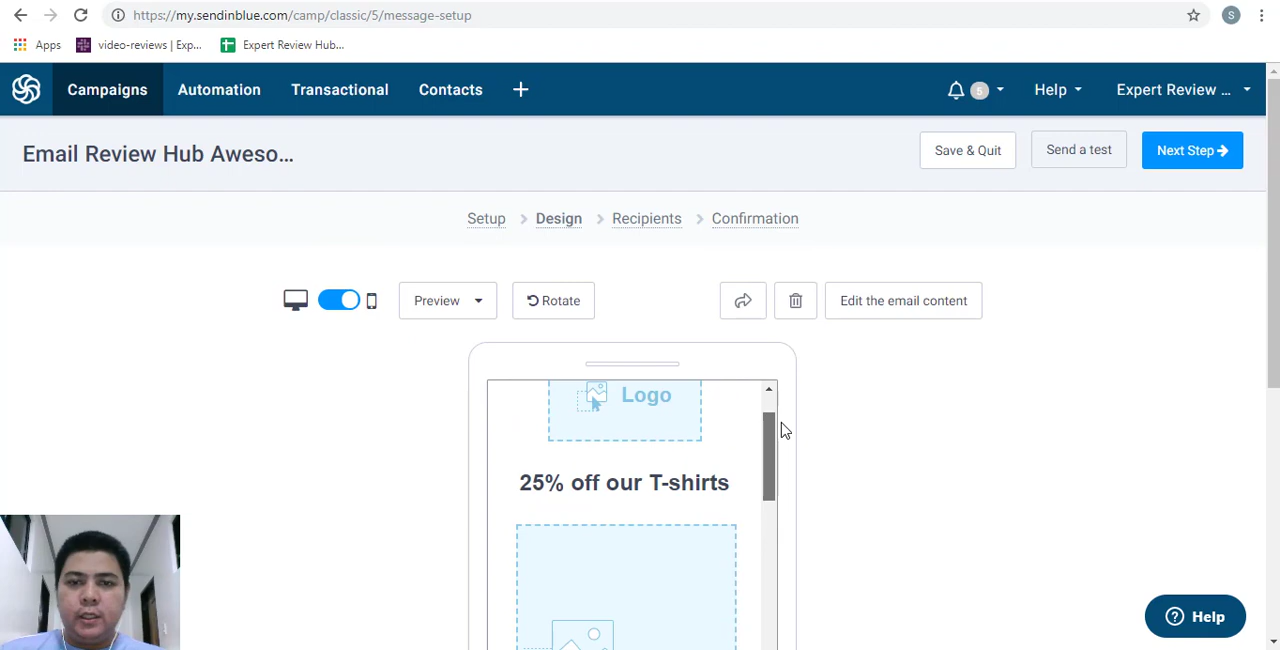 https://my.sendinblue.com/camp/classic/5/message-setup
S
Apps
video-reviews | Exp...
Expert Review Hub...
Campaigns
Automation
Transactional
Contacts
5
Help
Expert Review ...
Email Review Hub Aweso...
Save & Quit
Send a test
Next Step
Setup
Design
Recipients
Confirmation
Preview
Rotate
Edit the email content
Logo
25% off our T-shirts
Help